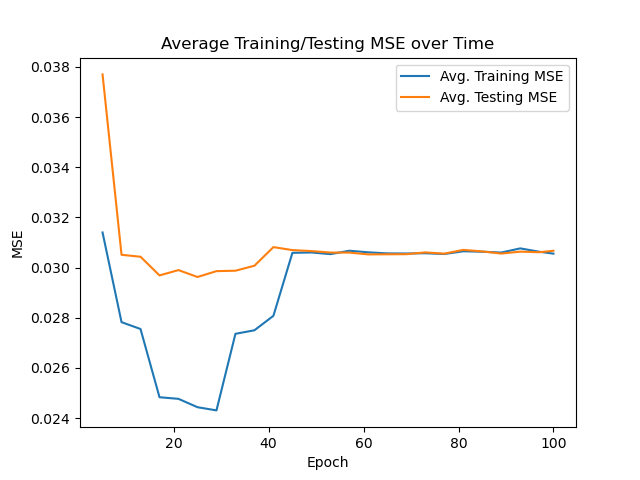 Average Training/Testing MSE over Time
Avg. Training MSE
Avg. Testing MSE
MSE
0.038
0.036
0.034
0.032
0.030
0.028
0.026
0.024
20 40 60 80 100
Epoch